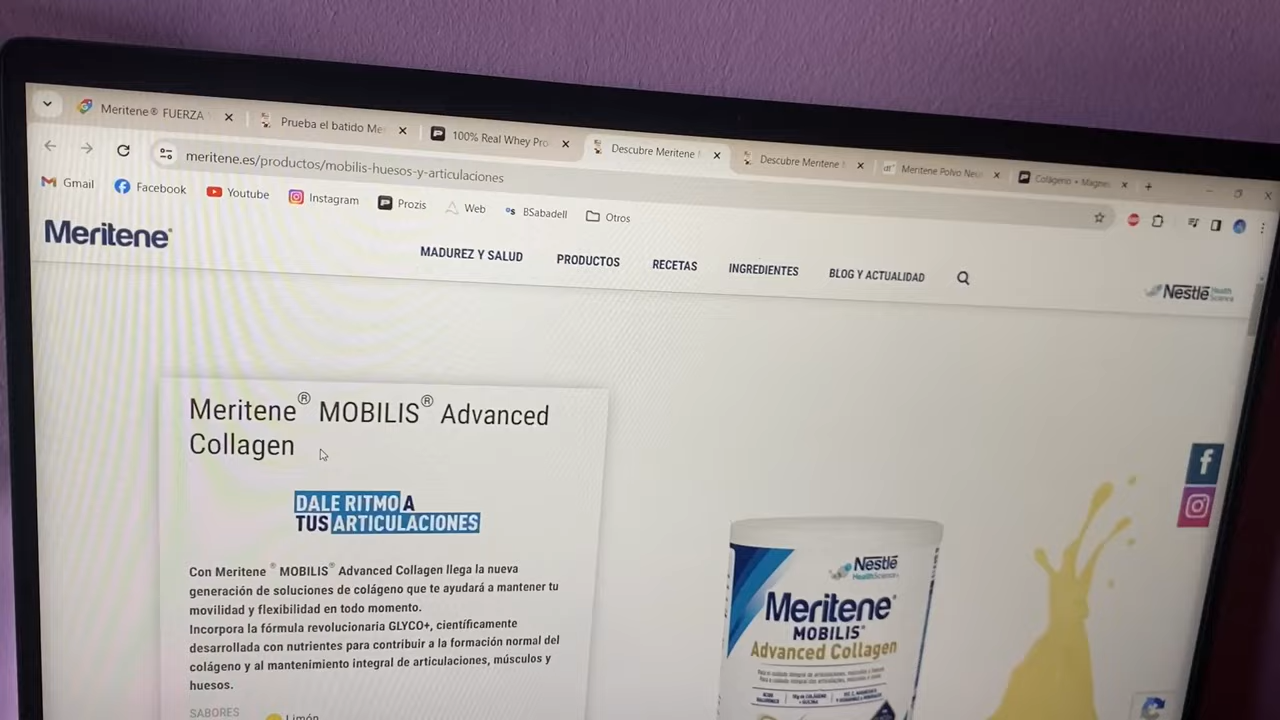 Meritene® FUERZA
Prueba el batido Me
100% Real Whey Pro
Descubre Meritene
Descubre Meritene
Meritene Polvo Neu
Colágeno + Magnes
meritene.es/productos/mobilis-huesos-y-articulaciones
Gmail
Facebook
Youtube
Instagram
Prozis
Web
BSabadell
Otros
Meritene®
MADUREZ Y SALUD
PRODUCTOS
RECETAS
INGREDIENTES
BLOG Y ACTUALIDAD
Nestlé Health Science
Meritene® MOBILIS® Advanced
Collagen
DALE RITMO A
TUS ARTICULACIONES
Con Meritene ® MOBILIS® Advanced Collagen llega la nueva
generación de soluciones de colágeno que te ayudará a mantener tu
movilidad y flexibilidad en todo momento.
Incorpora la fórmula revolucionaria GLYCO+, científicamente
desarrollada con nutrientes para contribuir a la formación normal del
colágeno y al mantenimiento integral de articulaciones, músculos y
huesos.
SABORES
Limón
Nestlé
HealthScience
Meritene®
MOBILIS®
Advanced Collagen